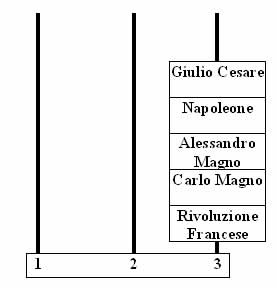 Giulio Cesare
Napoleone
Alessandro
Magno
Carlo Magno
Rivoluzione
Francese
1 2 3